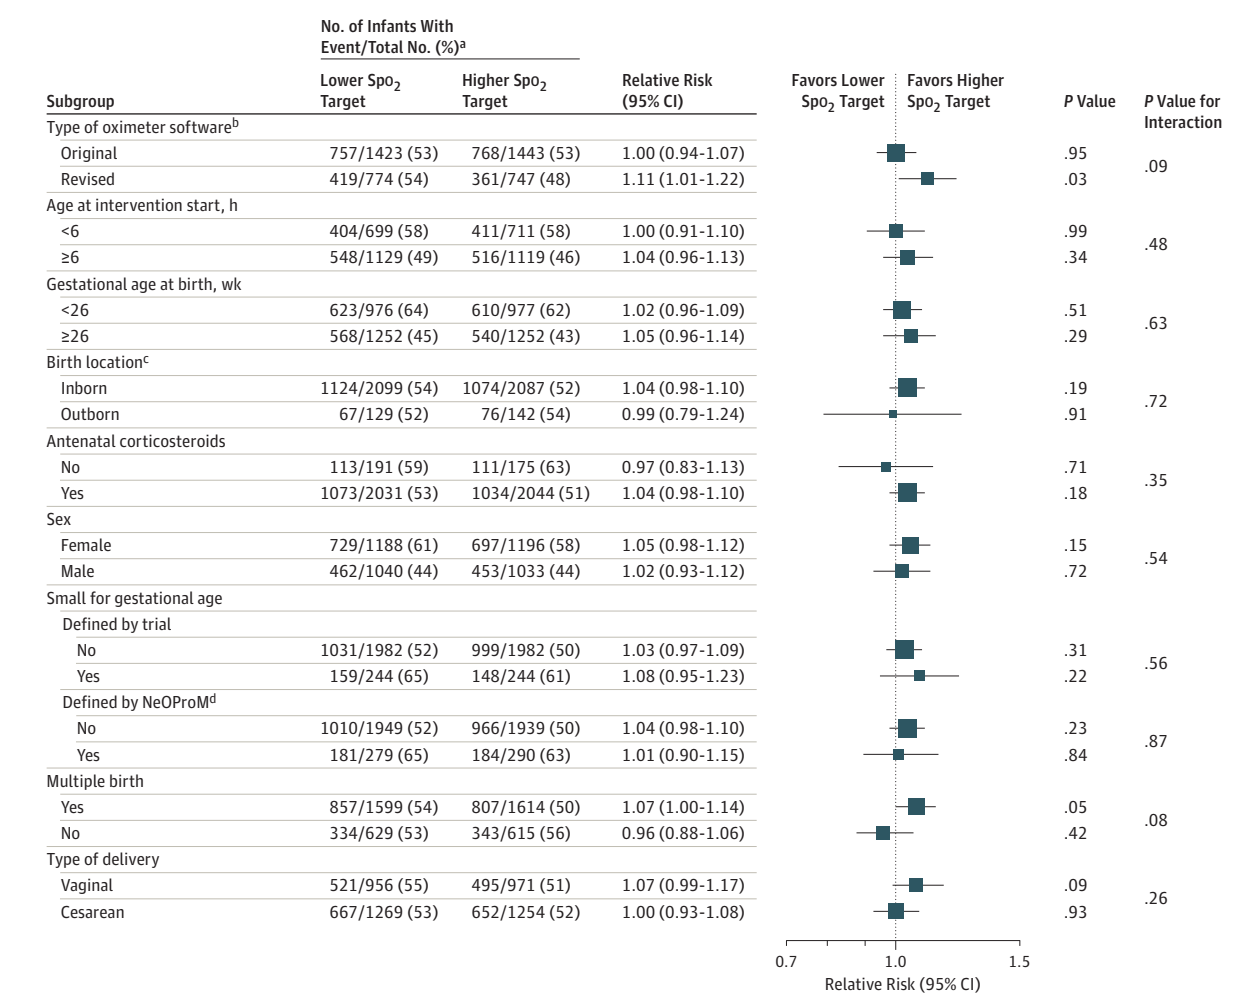 No. of Infants With
Event/Total No. (%)a
Lower SpO2 Higher SpO2 Relative Risk Favors Lower Favors Higher
Subgroup Target Target (95% CI) SpO2 Target SpO2 Target P Value P Value for
Interaction
Type of oximeter softwareb
Original 757/1423 (53) 768/1443 (53) 1.00 (0.94-1.07) .95
.09
Revised 419/774 (54) 361/747 (48) 1.11 (1.01-1.22) .03
Age at intervention start, h
<6 404/699 (58) 411/711 (58) 1.00 (0.91-1.10) .99
.48
≥6 548/1129 (49) 516/1119 (46) 1.04 (0.96-1.13) .34
Gestational age at birth, wk
<26 623/976 (64) 610/977 (62) 1.02 (0.96-1.09) .51
.63
≥26 568/1252 (45) 540/1252 (43) 1.05 (0.96-1.14) .29
Birth locationc
Inborn 1124/2099 (54) 1074/2087 (52) 1.04 (0.98-1.10) .19
.72
Outborn 67/129 (52) 76/142 (54) 0.99 (0.79-1.24) .91
Antenatal corticosteroids
No 113/191 (59) 111/175 (63) 0.97 (0.83-1.13) .71
.35
Yes 1073/2031 (53) 1034/2044 (51) 1.04 (0.98-1.10) .18
Sex
Female 729/1188 (61) 697/1196 (58) 1.05 (0.98-1.12) .15
.54
Male 462/1040 (44) 453/1033 (44) 1.02 (0.93-1.12) .72
Small for gestational age
Defined by trial
No 1031/1982 (52) 999/1982 (50) 1.03 (0.97-1.09) .31
.56
Yes 159/244 (65) 148/244 (61) 1.08 (0.95-1.23) .22
Defined by NeOProMd
No 1010/1949 (52) 966/1939 (50) 1.04 (0.98-1.10) .23
.87
Yes 181/279 (65) 184/290 (63) 1.01 (0.90-1.15) .84
Multiple birth
Yes 857/1599 (54) 807/1614 (50) 1.07 (1.00-1.14) .05
.08
No 334/629 (53) 343/615 (56) 0.96 (0.88-1.06) .42
Type of delivery
Vaginal 521/956 (55) 495/971 (51) 1.07 (0.99-1.17) .09
.26
Cesarean 667/1269 (53) 652/1254 (52) 1.00 (0.93-1.08) .93
0.7 1.0 1.5
Relative Risk (95% CI)